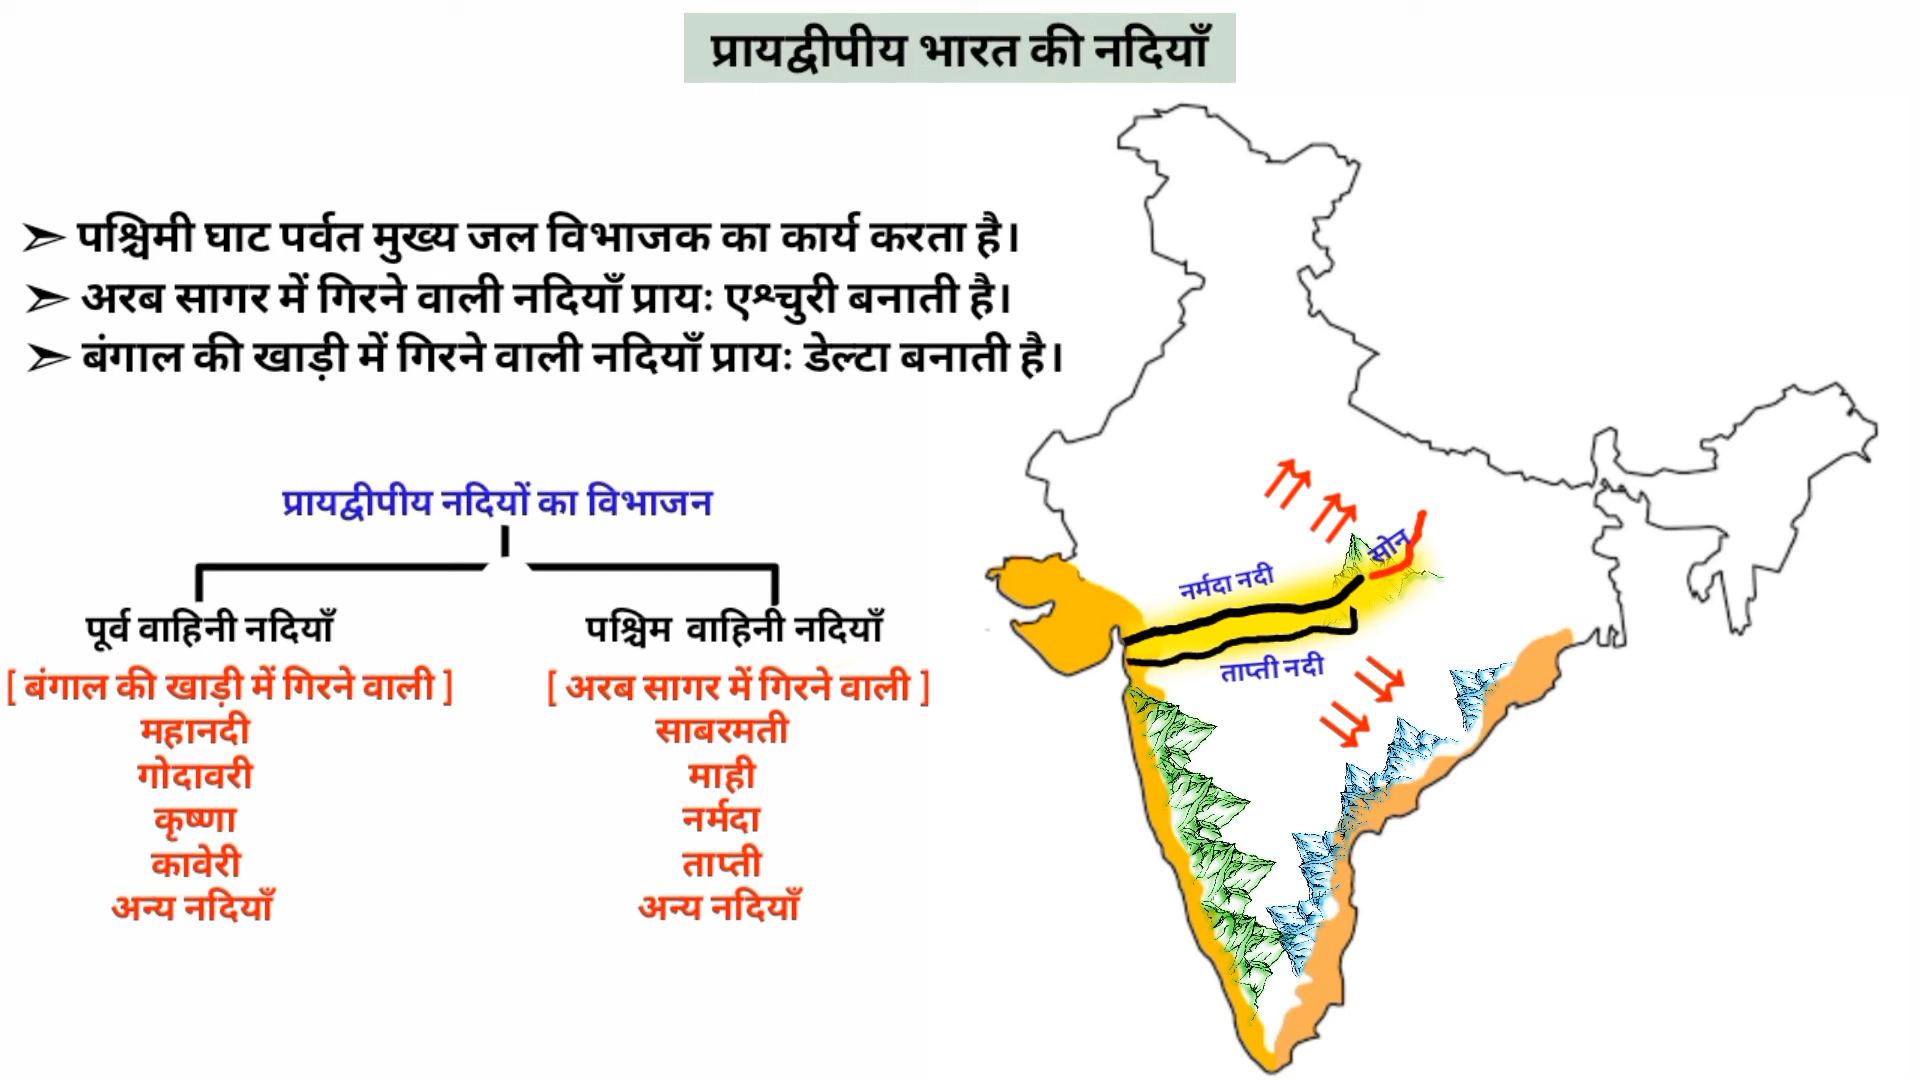 प्रायद्वीपीय भारत की नदियाँ
➣ पश्चिमी घाट पर्वत मुख्य जल विभाजक का कार्य करता है।
➣ अरब सागर में गिरने वाली नदियाँ प्रायः एश्चुरी बनाती है।
➣ बंगाल की खाड़ी में गिरने वाली नदियाँ प्रायः डेल्टा बनाती है।
प्रायद्वीपीय नदियों का विभाजन
पूर्व वाहिनी नदियाँ
[ बंगाल की खाड़ी में गिरने वाली ]
महानदी
गोदावरी
कृष्णा
कावेरी
अन्य नदियाँ
पश्चिम वाहिनी नदियाँ
[ अरब सागर में गिरने वाली ]
साबरमती
माही
नर्मदा
ताप्ती
अन्य नदियाँ
सोन
नर्मदा नदी
ताप्ती नदी